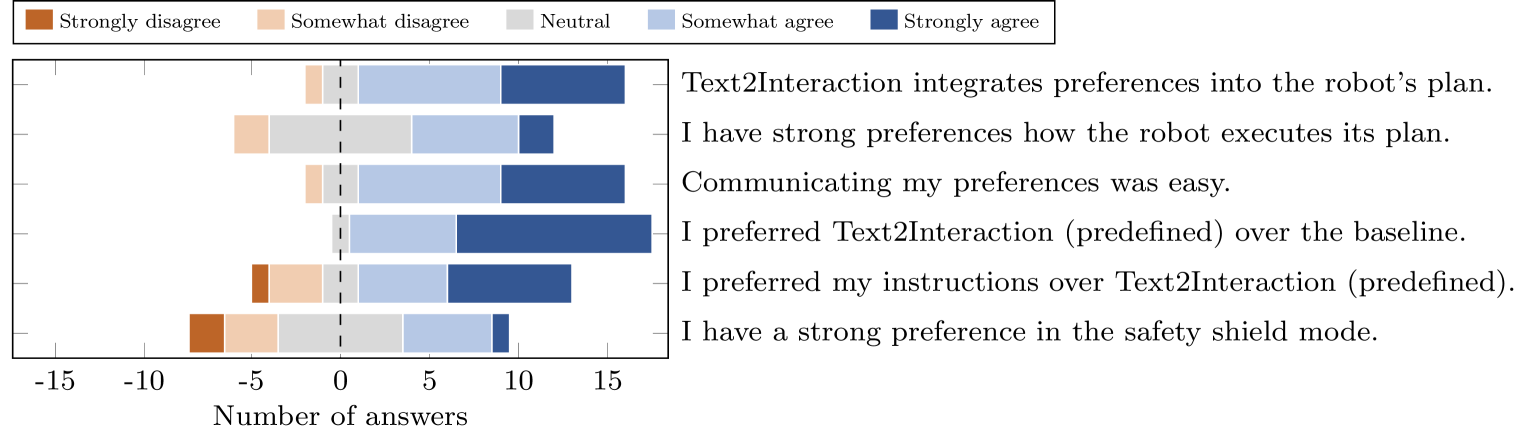 Strongly disagree Somewhat disagree Neutral Somewhat agree Strongly agree
Text2Interaction integrates preferences into the robot's plan.
I have strong preferences how the robot executes its plan.
Communicating my preferences was easy.
I preferred Text2Interaction (predefined) over the baseline.
I preferred my instructions over Text2Interaction (predefined).
I have a strong preference in the safety shield mode.
-15 -10 -5 0 5 10 15
Number of answers